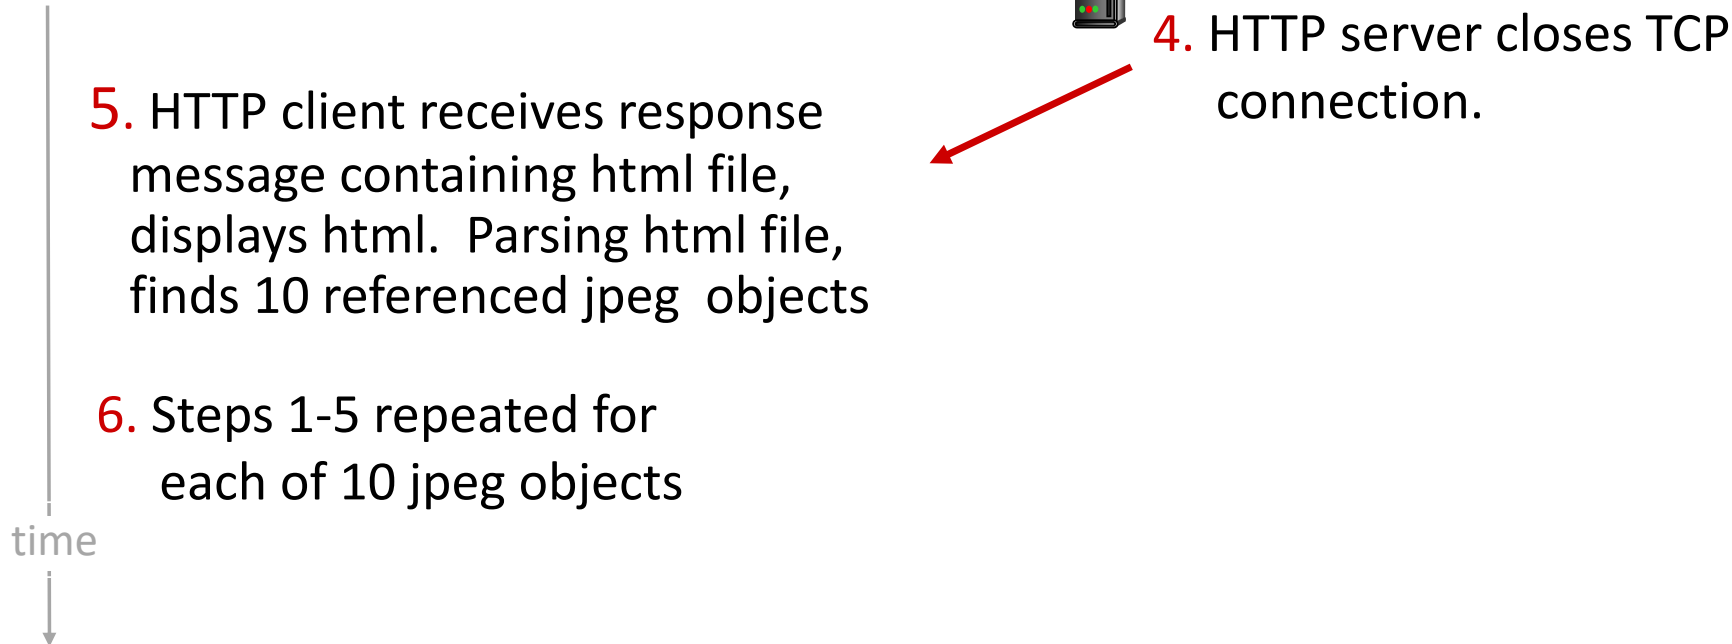 4. HTTP server closes TCP
connection.
5. HTTP client receives response
message containing html file,
displays html.  Parsing html file,
finds 10 referenced jpeg  objects
6. Steps 1-5 repeated for
each of 10 jpeg objects
time